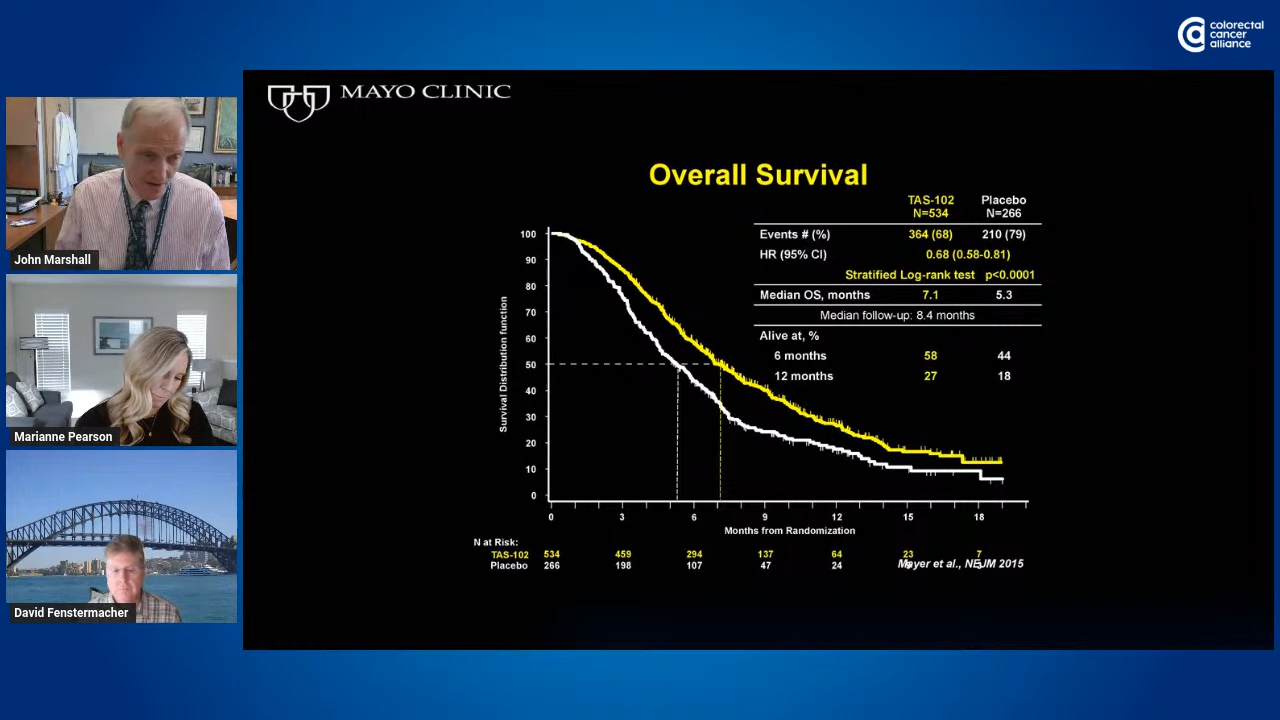 colorectal
cancer
alliance
MAYO CLINIC
John Marshall
Marianne Pearson
David Fenstermacher
Overall Survival
TAS-102 Placebo
N=534 N=266
Events # (%) 364 (68) 210 (79)
HR (95% CI) 0.68 (0.58-0.81)
Stratified Log-rank test p<0.0001
Median OS, months 7.1 5.3
Median follow-up: 8.4 months
Alive at, %
6 months 58 44
12 months 27 18
Survival Distribution function
100
90
80
70
60
50
40
30
20
10
0
0 3 6 9 12 15 18
Months from Randomization
N at Risk:
TAS-102 534 459 294 137 64 23 7
Placebo 266 198 107 47 24
Mayer et al., NEJM 2015